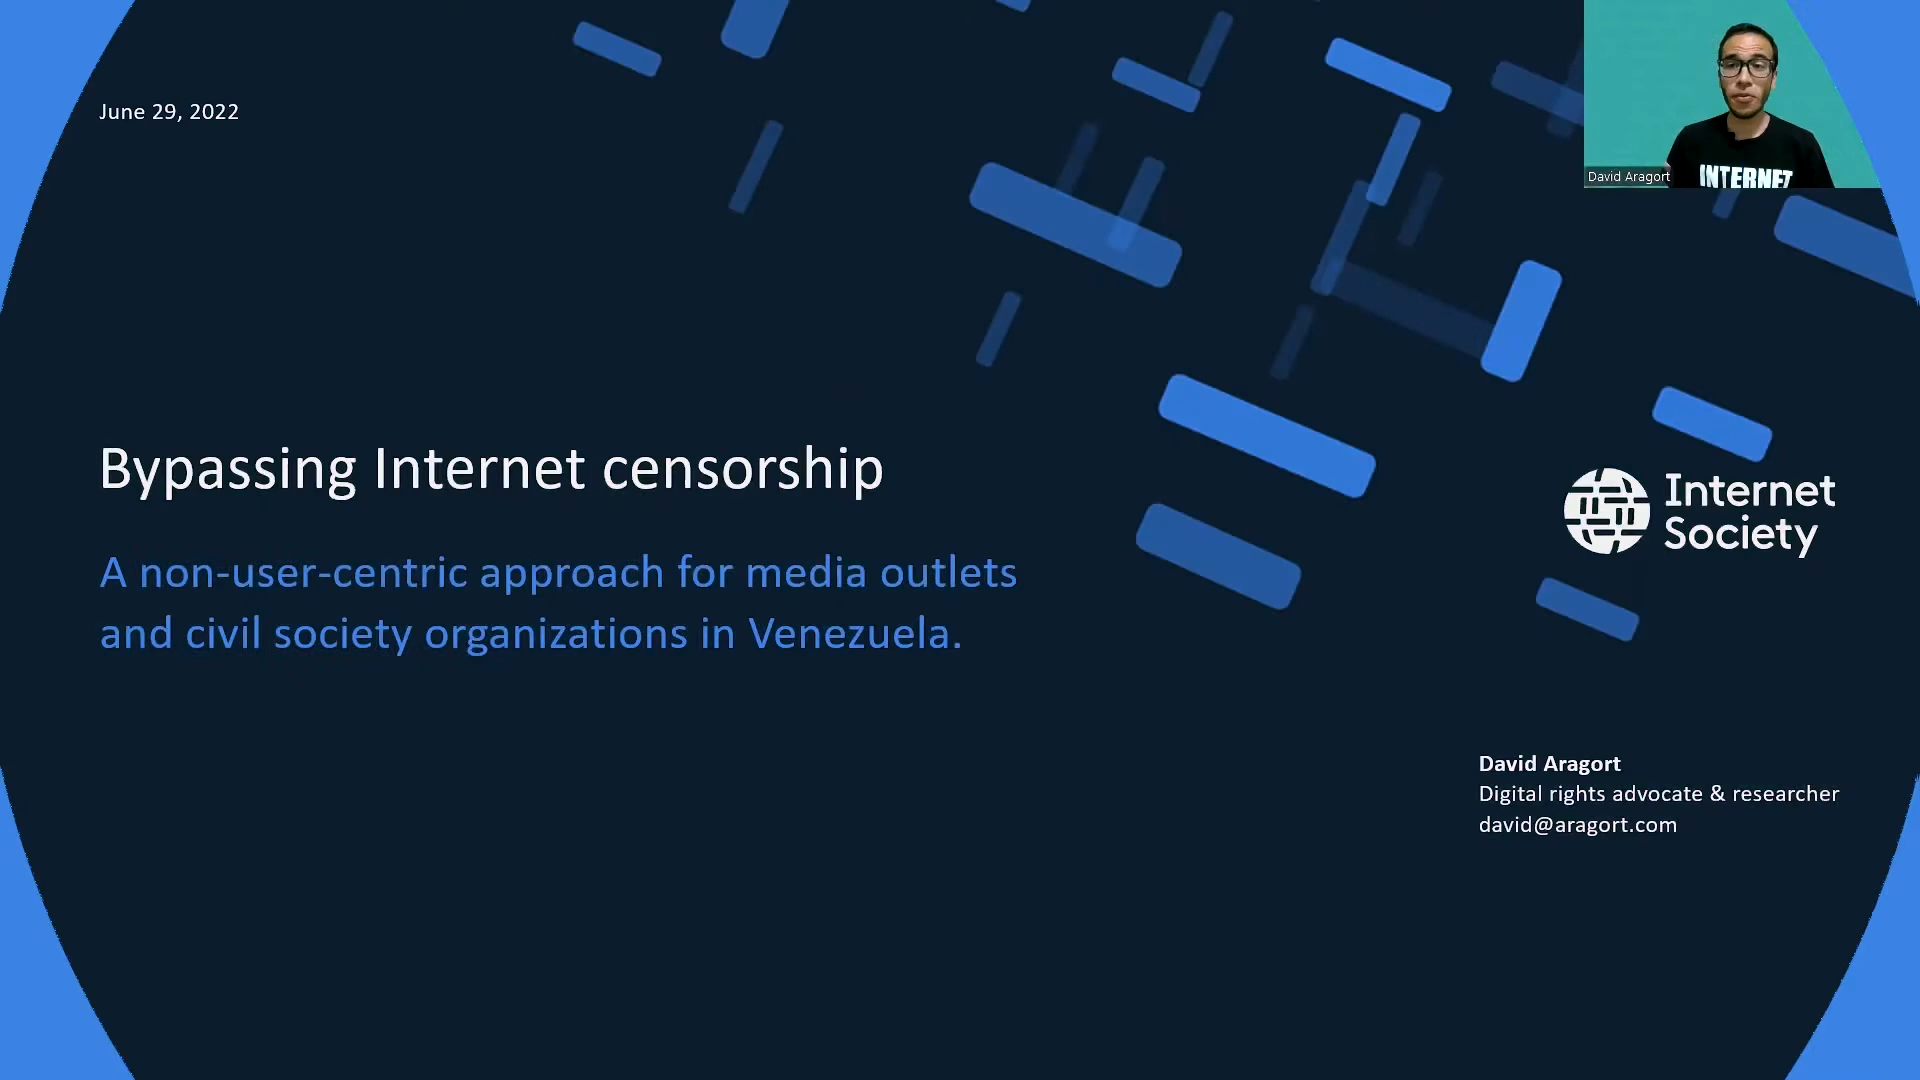 June 29, 2022
David Aragort
INTERNET
Bypassing Internet censorship
A non-user-centric approach for media outlets
and civil society organizations in Venezuela.
Internet
Society
David Aragort
Digital rights advocate & researcher
david@aragort.com